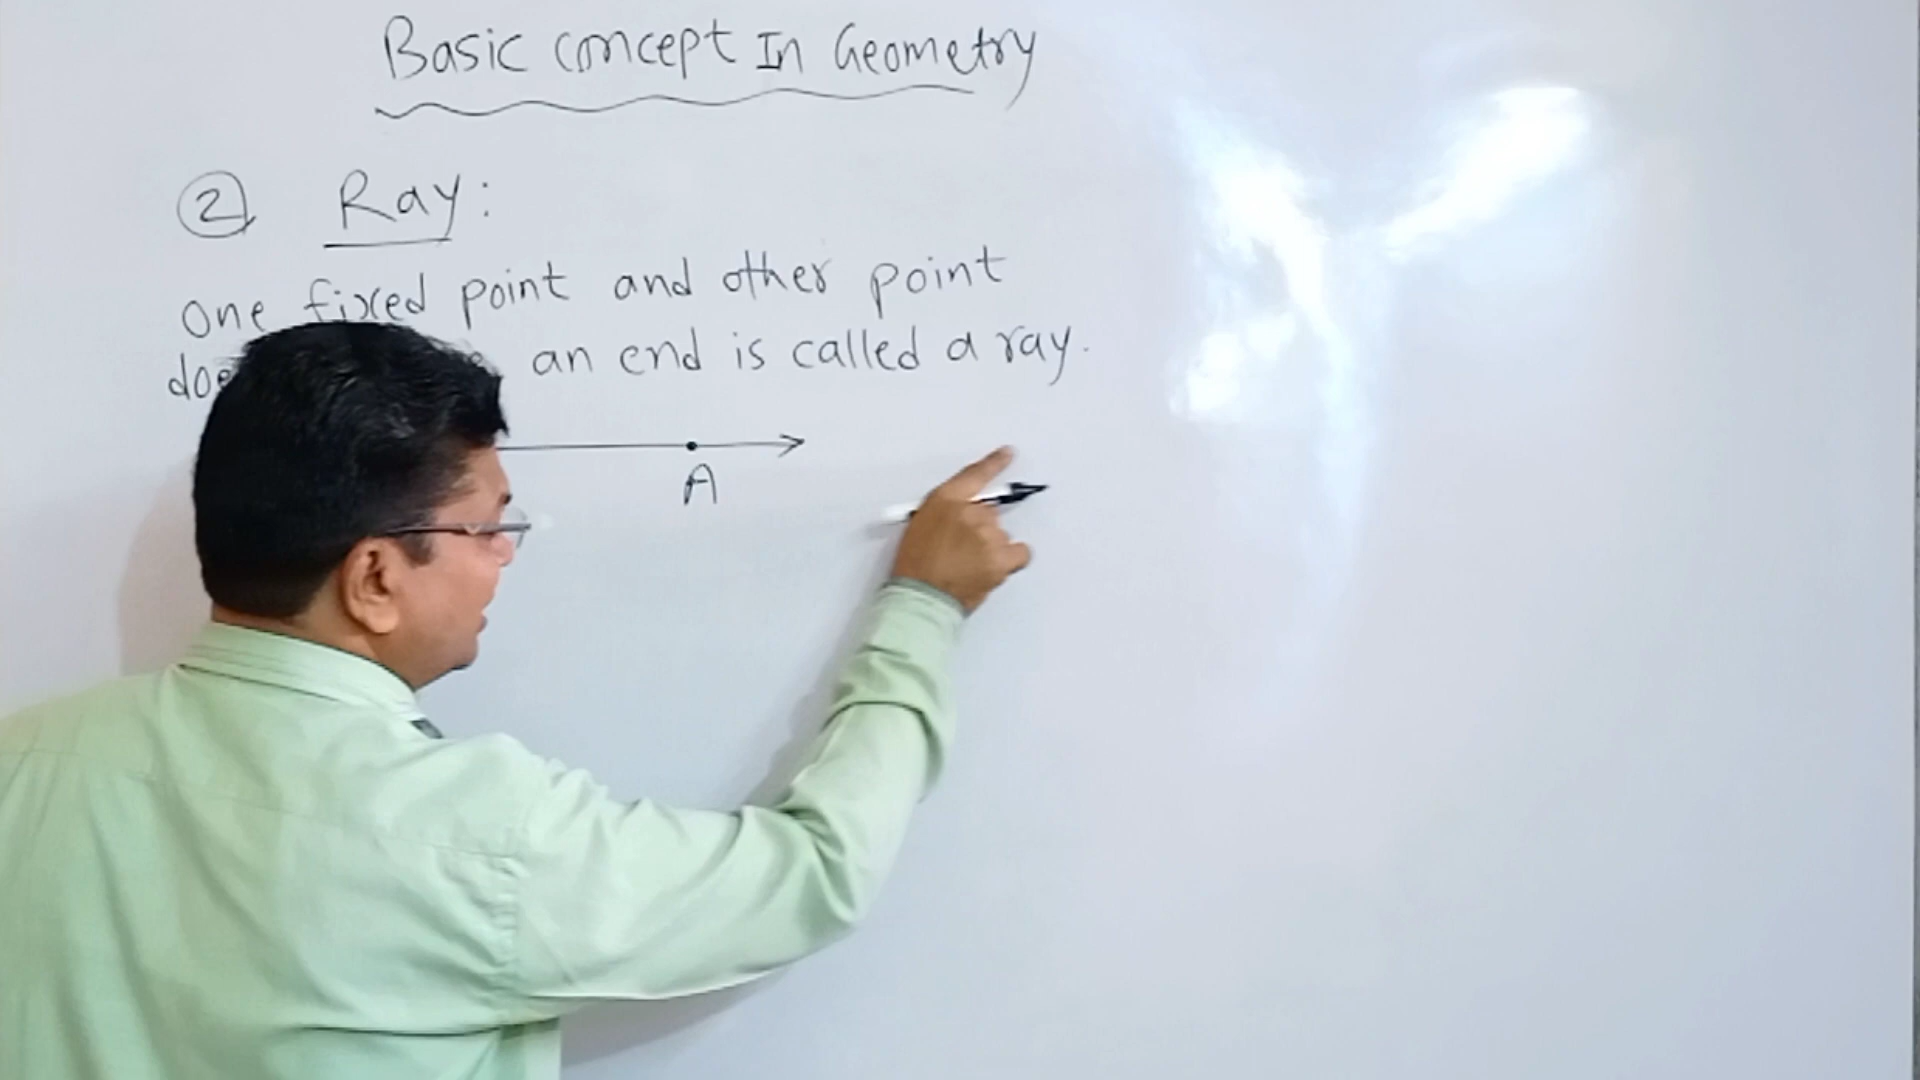 Basic concept In Geometry
② Ray:
One fixed point and other point
an end is called a ray.
A